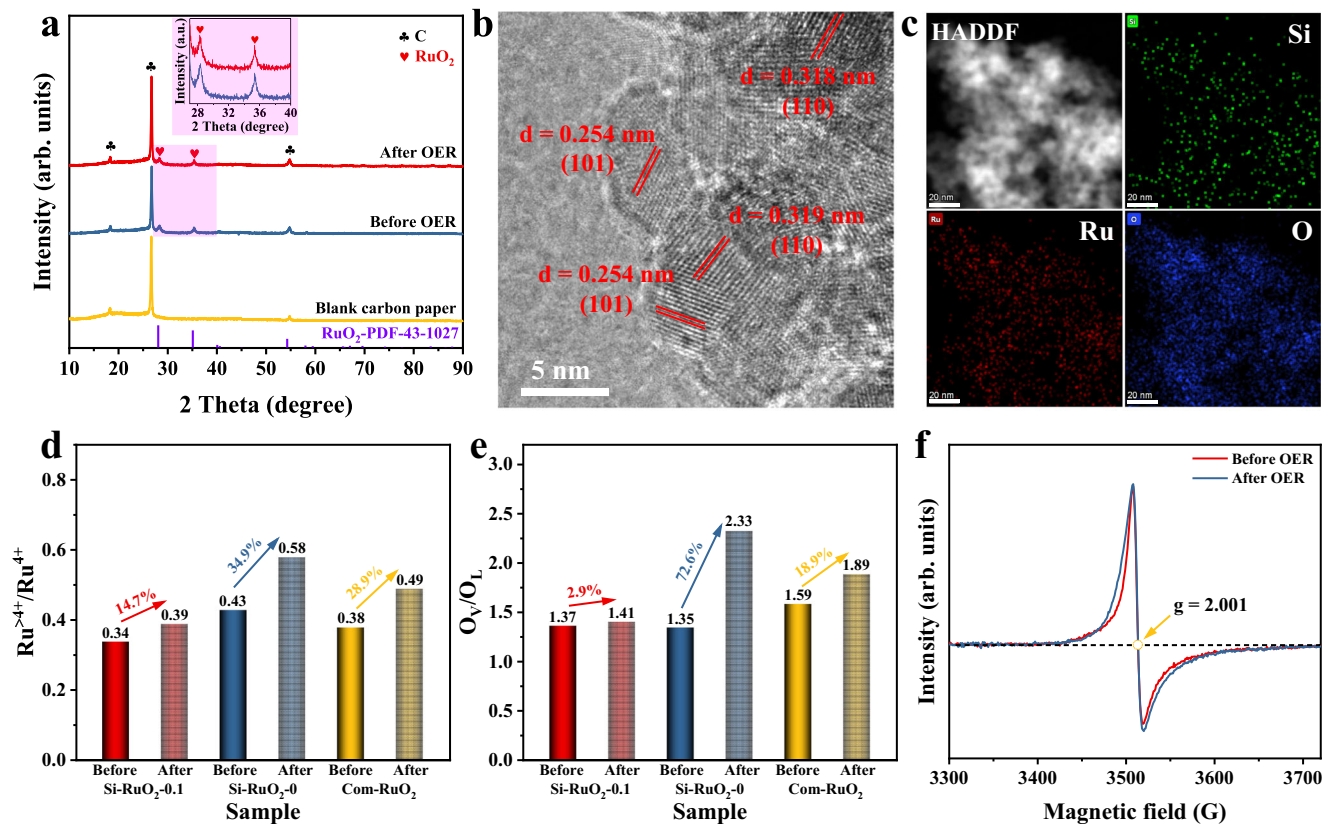 a
Intensity (arb. units)
♣ C
♥ RuO₂
Intensity (a.u.)
28 32 36 40
2 Theta (degree)
After OER
Before OER
Blank carbon paper
RuO₂-PDF-43-1027
10 20 30 40 50 60 70 80 90
2 Theta (degree)
b
d = 0.318 nm
(110)
d = 0.254 nm
(101)
d = 0.319 nm
(110)
d = 0.254 nm
(101)
5 nm
c
HADDF
20 nm
Si
Si
20 nm
Ru
Ru
20 nm
O
O
20 nm
d
Ru>⁴⁺/Ru⁴⁺
0.8
0.6
0.4
0.2
0.0
14.7%
34.9%
28.9%
0.34
0.39
0.43
0.58
0.38
0.49
Before After Before After Before After
Si-RuO₂-0.1 Si-RuO₂-0 Com-RuO₂
Sample
e
O_V/O_L
3.0
2.5
2.0
1.5
1.0
0.5
0.0
2.9%
72.6%
18.9%
1.37
1.41
1.35
2.33
1.59
1.89
Before After Before After Before After
Si-RuO₂-0.1 Si-RuO₂-0 Com-RuO₂
Sample
f
Intensity (arb. units)
Before OER
After OER
g = 2.001
3300 3400 3500 3600 3700
Magnetic field (G)